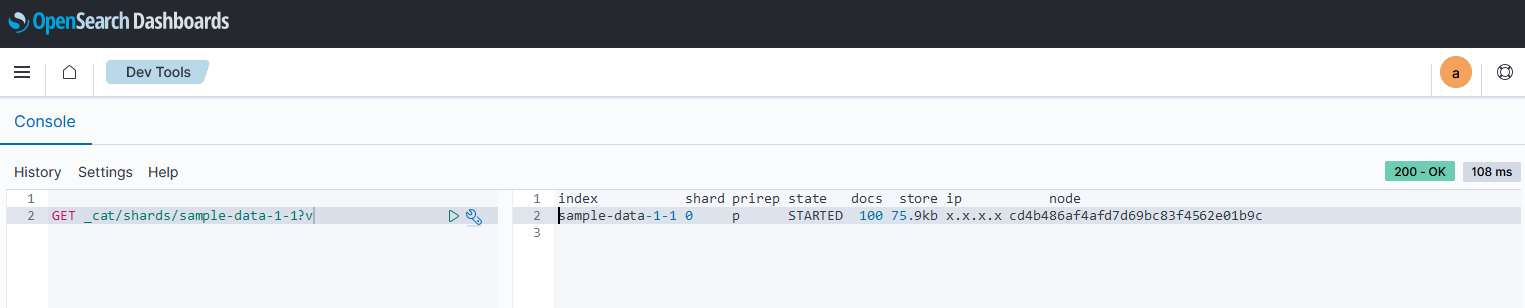 OpenSearch Dashboards
Dev Tools
a
Console
History Settings Help
200 - OK 108 ms
1
2 GET _cat/shards/sample-data-1-1?v
1 index shard prirep state docs store ip node
2 sample-data-1-1 0 p STARTED 100 75.9kb x.x.x.x cd4b486af4afd7d69bc83f4562e01b9c
3